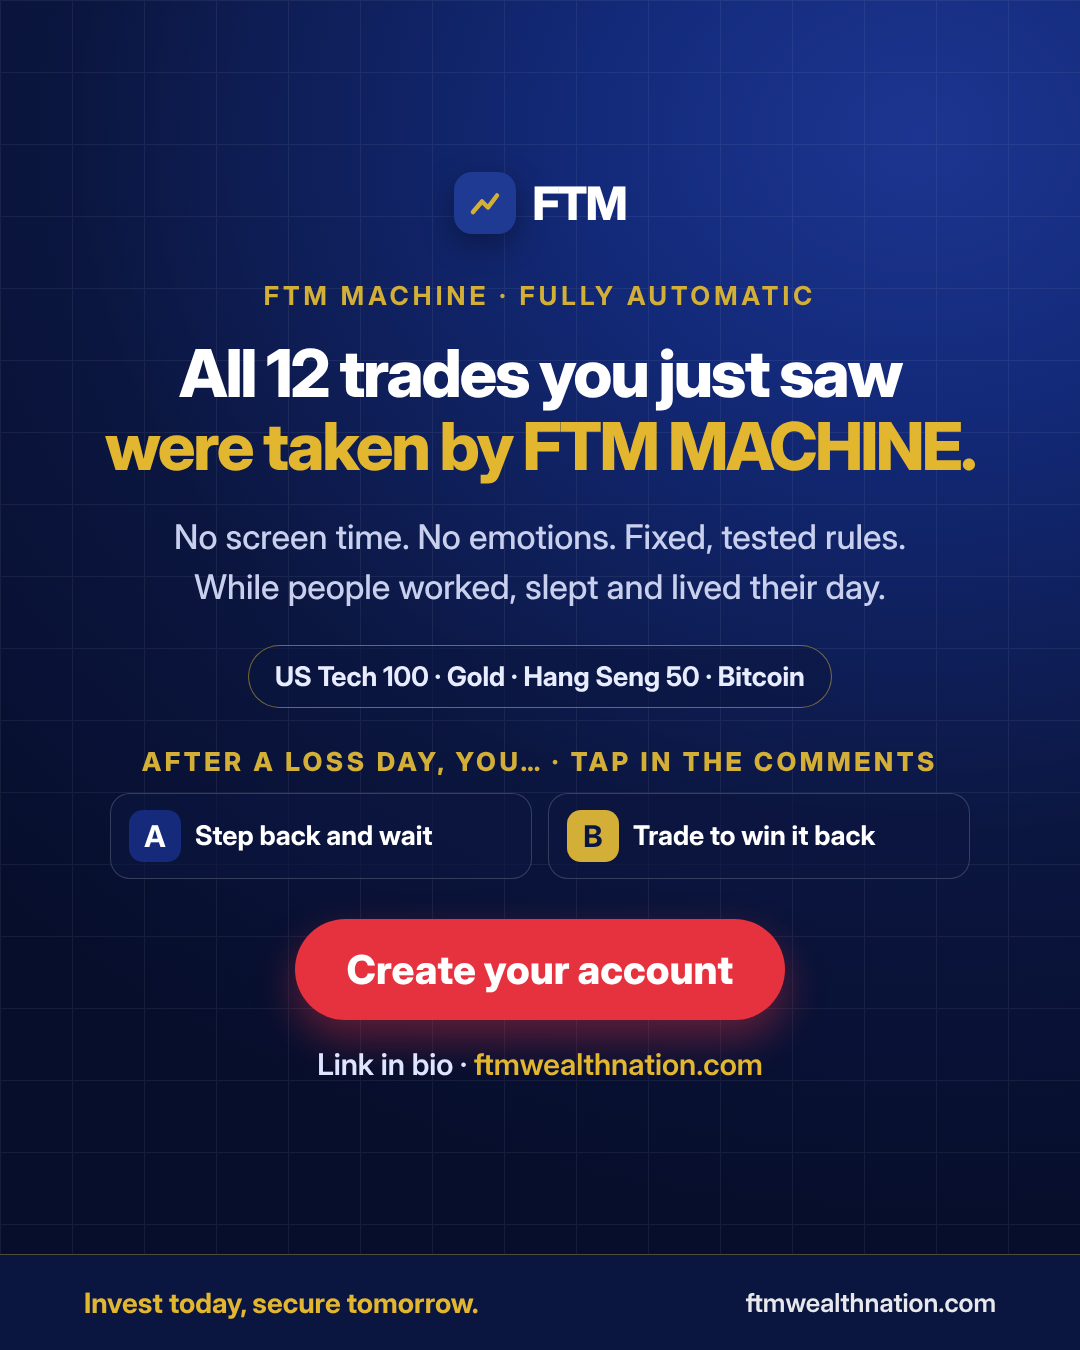 FTM
FTM MACHINE · FULLY AUTOMATIC
All 12 trades you just saw
were taken by FTM MACHINE.
No screen time. No emotions. Fixed, tested rules.
While people worked, slept and lived their day.
US Tech 100 · Gold · Hang Seng 50 · Bitcoin
AFTER A LOSS DAY, YOU… · TAP IN THE COMMENTS
A Step back and wait
B Trade to win it back
Create your account
Link in bio · ftmwealthnation.com
Invest today, secure tomorrow.
ftmwealthnation.com